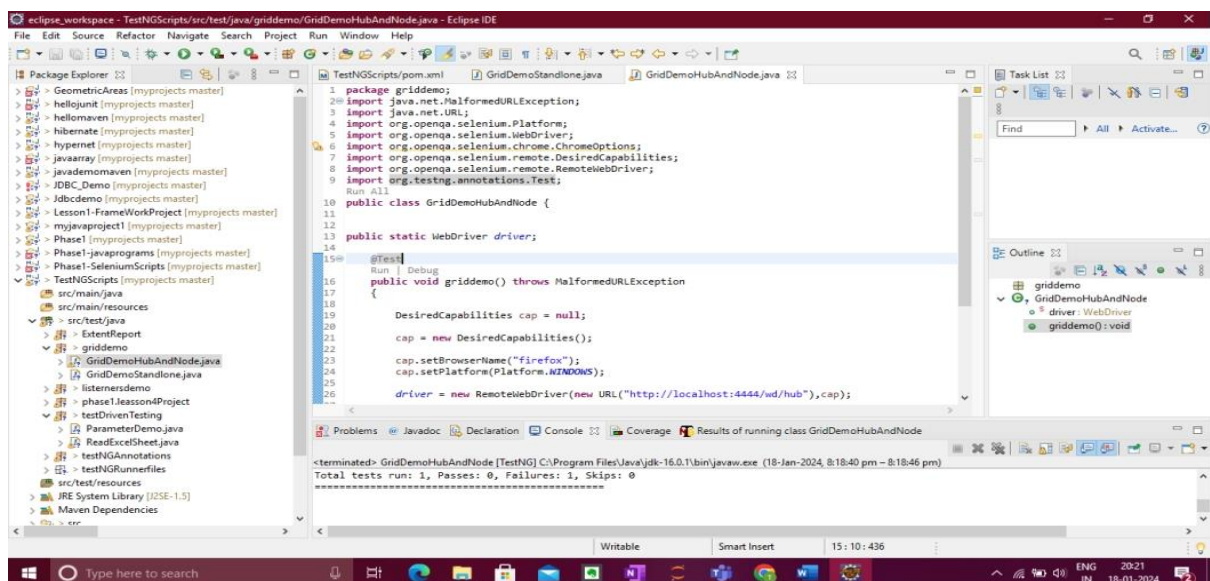 eclipse_workspace - TestNGScripts/src/test/java/griddemo/GridDemoHubAndNode.java - Eclipse IDE
File Edit Source Refactor Navigate Search Project Run Window Help
Package Explorer
> GeometricAreas [myprojects master]
> hellojunit [myprojects master]
> hellomaven [myprojects master]
> hibernate [myprojects master]
> hypernet [myprojects master]
> javaarray [myprojects master]
> javademomaven [myprojects master]
> JDBC_Demo [myprojects master]
> Jdbcdemo [myprojects master]
> Lesson1-FrameWorkProject [myprojects master]
> myjavaproject1 [myprojects master]
> Phase1 [myprojects master]
> Phase1-javaprograms [myprojects master]
> Phase1-SeleniumScripts [myprojects master]
> TestNGScripts [myprojects master]
src/main/java
src/main/resources
> src/test/java
> ExtentReport
> griddemo
> GridDemoHubAndNode.java
> GridDemoStandlone.java
> listernersdemo
> phase1.leasson4Project
> testDrivenTesting
> ParameterDemo.java
> ReadExcelSheet.java
> testNGAnnotations
> testNGRunnerfiles
src/test/resources
JRE System Library [J2SE-1.5]
Maven Dependencies
> src
TestNGScripts/pom.xml GridDemoStandlone.java GridDemoHubAndNode.java
1 package griddemo;
2 import java.net.MalformedURLException;
3 import java.net.URL;
4 import org.openqa.selenium.Platform;
5 import org.openqa.selenium.WebDriver;
6 import org.openqa.selenium.chrome.ChromeOptions;
7 import org.openqa.selenium.remote.DesiredCapabilities;
8 import org.openqa.selenium.remote.RemoteWebDriver;
9 import org.testng.annotations.Test;
Run All
10 public class GridDemoHubAndNode {
11
12
13 public static WebDriver driver;
14
15 @Test
Run | Debug
16 public void griddemo() throws MalformedURLException
17 {
18
19 DesiredCapabilities cap = null;
20
21 cap = new DesiredCapabilities();
22
23 cap.setBrowserName("firefox");
24 cap.setPlatform(Platform.WINDOWS);
25
26 driver = new RemoteWebDriver(new URL("http://localhost:4444/wd/hub"),cap);
Task List
Find All Activate...
Outline
griddemo
GridDemoHubAndNode
driver : WebDriver
griddemo() : void
Problems Javadoc Declaration Console Coverage Results of running class GridDemoHubAndNode
<terminated> GridDemoHubAndNode [TestNG] C:\Program Files\Java\jdk-16.0.1\bin\javaw.exe (18-Jan-2024, 8:18:40 pm – 8:18:46 pm)
Total tests run: 1, Passes: 0, Failures: 1, Skips: 0
===============================================
Writable Smart Insert 15 : 10 : 436
Type here to search
ENG
IN
20:21
18-01-2024